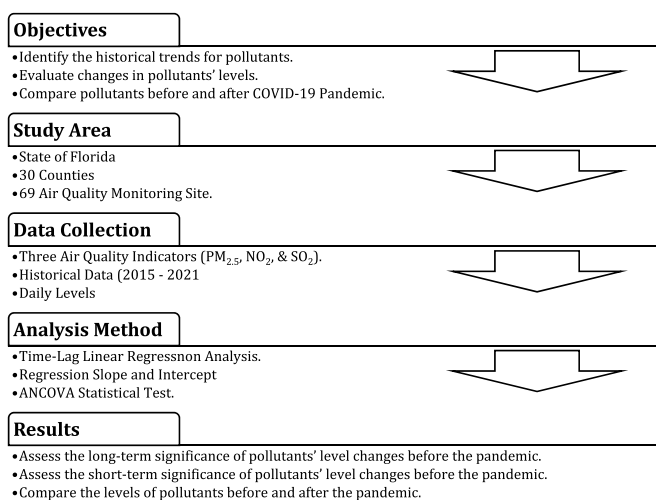 Objectives
•Identify the historical trends for pollutants.
•Evaluate changes in pollutants’ levels.
•Compare pollutants before and after COVID-19 Pandemic.
Study Area
•State of Florida
•30 Counties
•69 Air Quality Monitoring Site.
Data Collection
•Three Air Quality Indicators (PM2.5, NO2, & SO2).
•Historical Data (2015 - 2021
•Daily Levels
Analysis Method
•Time-Lag Linear Regressnon Analysis.
•Regression Slope and Intercept
•ANCOVA Statistical Test.
Results
•Assess the long-term significance of pollutants’ level changes before the pandemic.
•Assess the short-term significance of pollutants’ level changes before the pandemic.
•Compare the levels of pollutants before and after the pandemic.